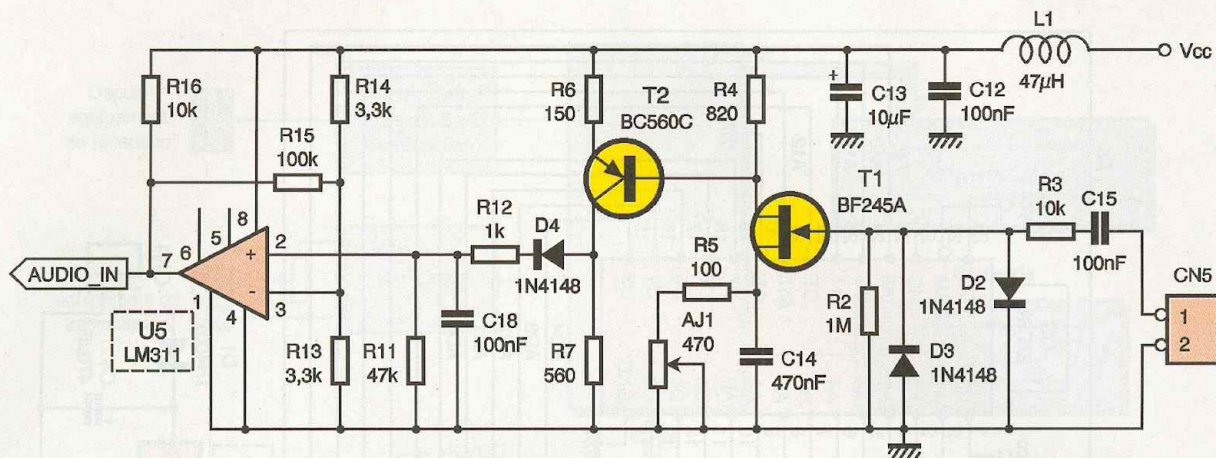 L1
47µH
Vcc
R16
10k
R14
3,3k
R6
150
T2
BC560C
R4
820
+
C13
10µF
C12
100nF
R15
100k
T1
BF245A
R3
10k
C15
100nF
R12
1k
D4
1N4148
R5
100
AJ1
470
R2
1M
D2
1N4148
D3
1N4148
CN5
1
2
AUDIO_IN
7
6
5
8
2
+
-
3
1
4
U5
LM311
R13
3,3k
R11
47k
C18
100nF
R7
560
C14
470nF